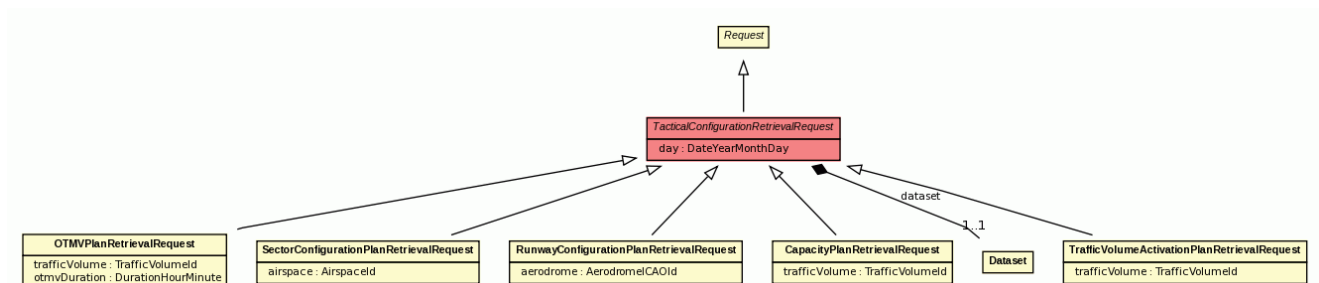 Request
TacticalConfigurationRetrievalRequest
day : DateYearMonthDay
dataset
1..1
OTMVPlanRetrievalRequest
trafficVolume : TrafficVolumeId
otmvDuration : DurationHourMinute
SectorConfigurationPlanRetrievalRequest
airspace : AirspaceId
RunwayConfigurationPlanRetrievalRequest
aerodrome : AerodromeICAOId
CapacityPlanRetrievalRequest
trafficVolume : TrafficVolumeId
Dataset
TrafficVolumeActivationPlanRetrievalRequest
trafficVolume : TrafficVolumeId